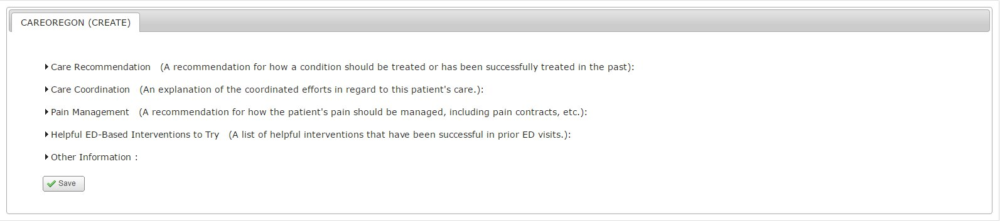 CAREOREGON (CREATE)
Care Recommendation (A recommendation for how a condition should be treated or has been successfully treated in the past):
Care Coordination (An explanation of the coordinated efforts in regard to this patient's care.):
Pain Management (A recommendation for how the patient's pain should be managed, including pain contracts, etc.):
Helpful ED-Based Interventions to Try (A list of helpful interventions that have been successful in prior ED visits.):
Other Information :
Save